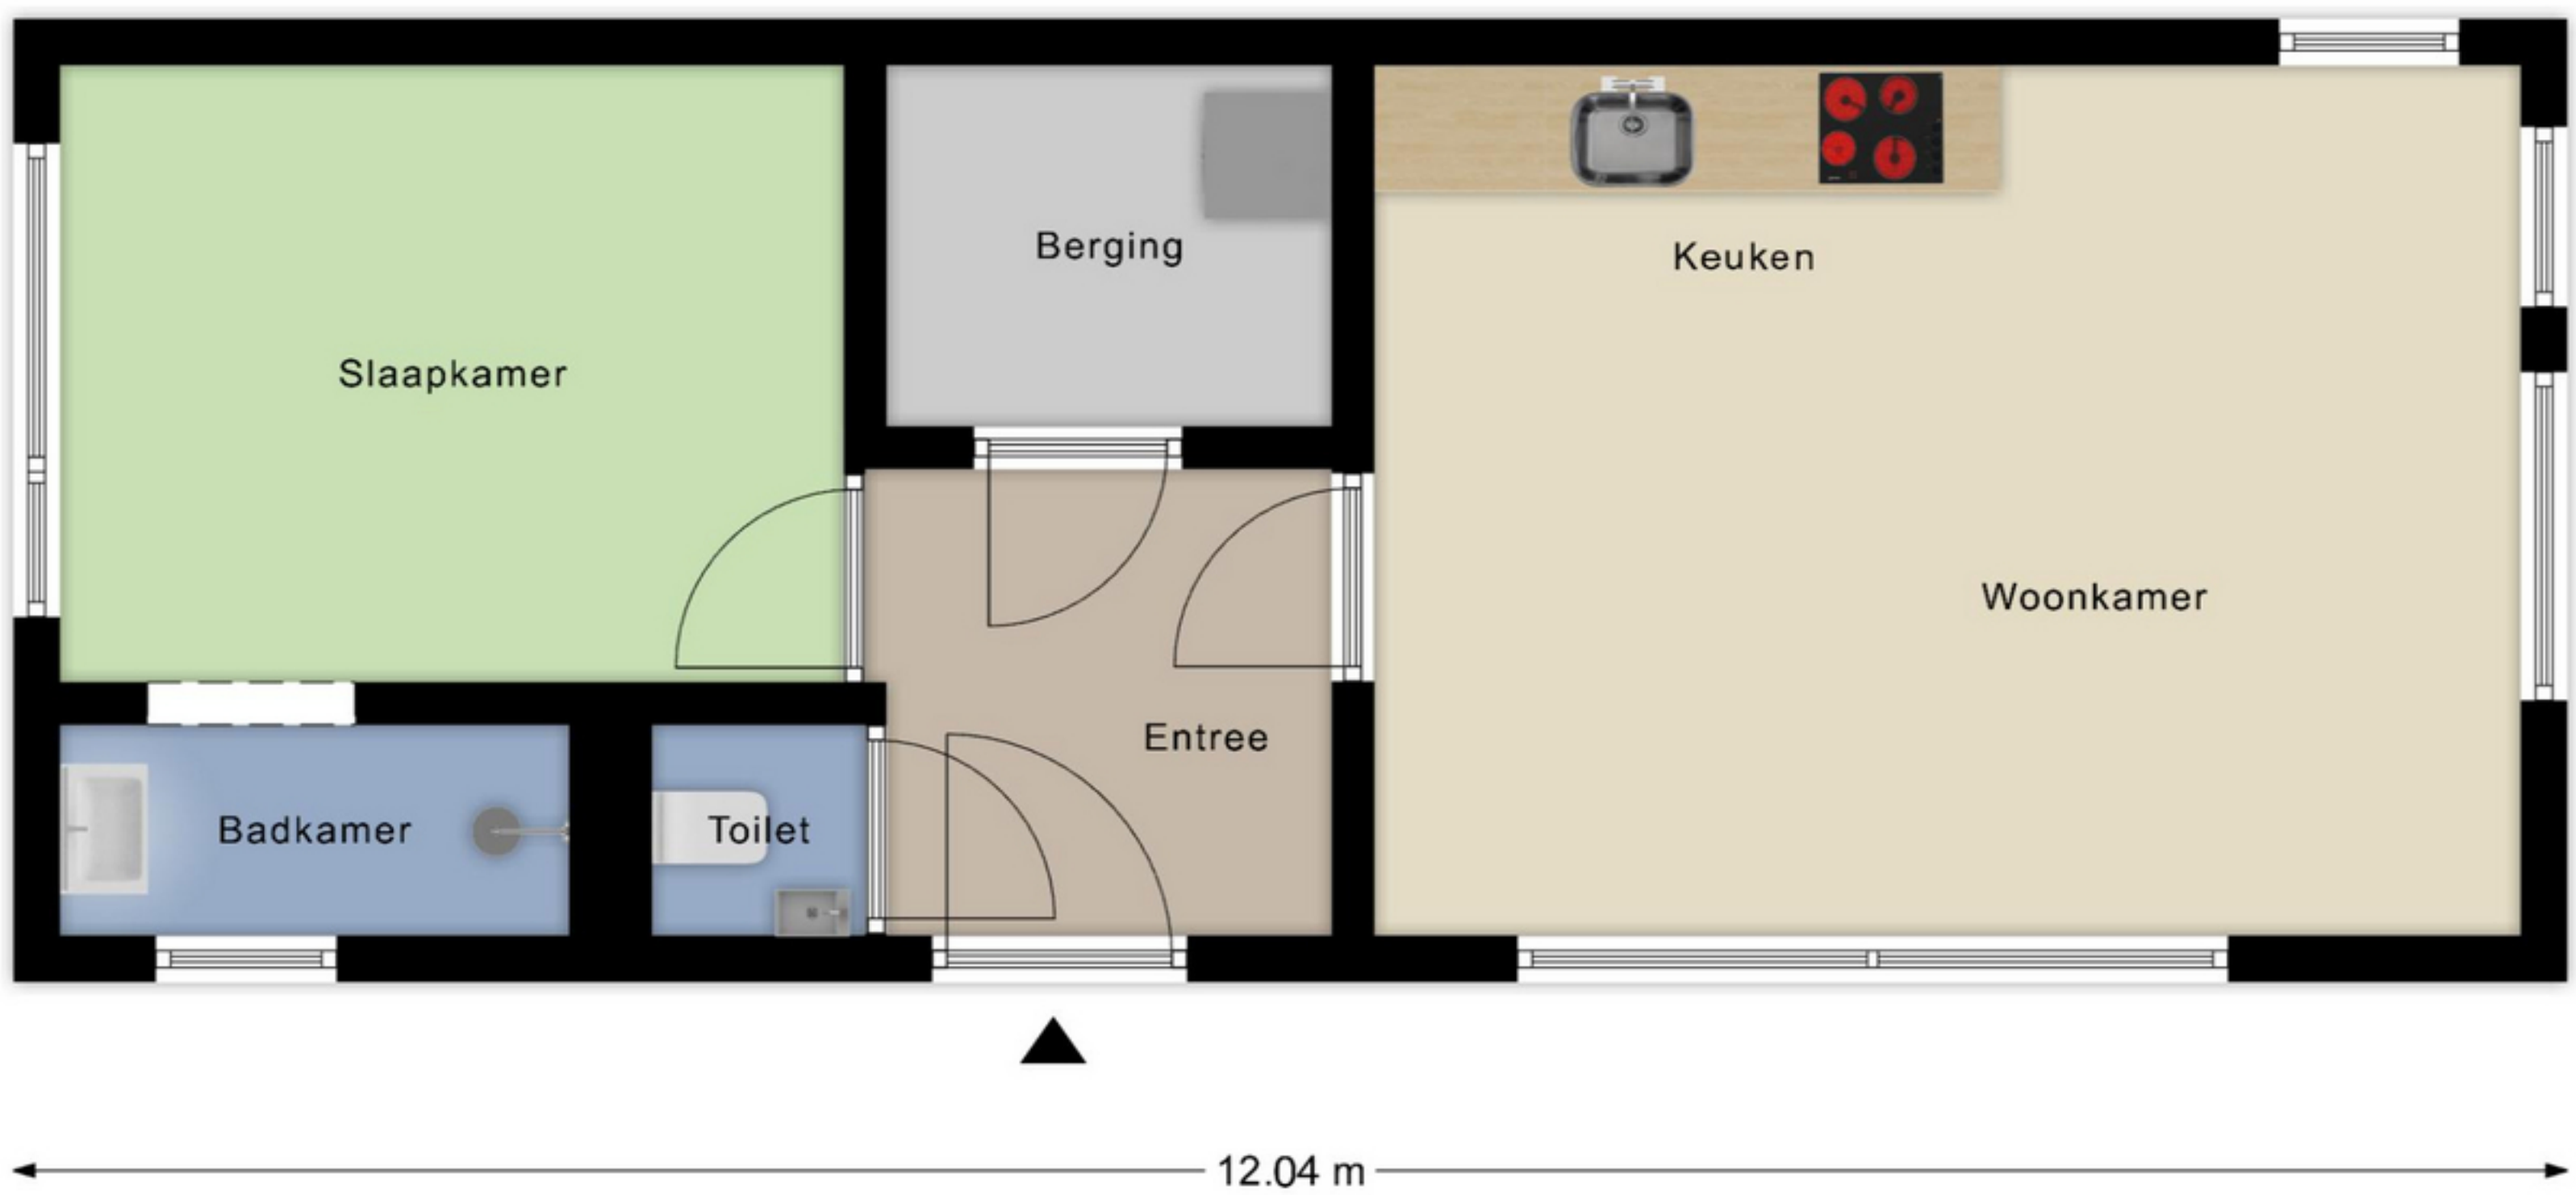 Berging
Keuken
Slaapkamer
Woonkamer
Entree
Badkamer
Toilet
12.04 m